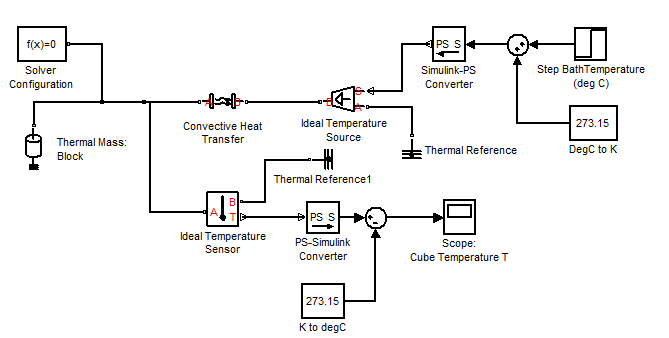 f(x)=0
Solver
Configuration
PS S
Simulink-PS
Converter
Step BathTemperature
(deg C)
273.15
DegC to K
Thermal Mass:
Block
A
B
Convective Heat
Transfer
B
S
A
Ideal Temperature
Source
Thermal Reference
Thermal Reference1
A
B
T
Ideal Temperature
Sensor
PS S
PS-Simulink
Converter
Scope:
Cube Temperature T
273.15
K to degC